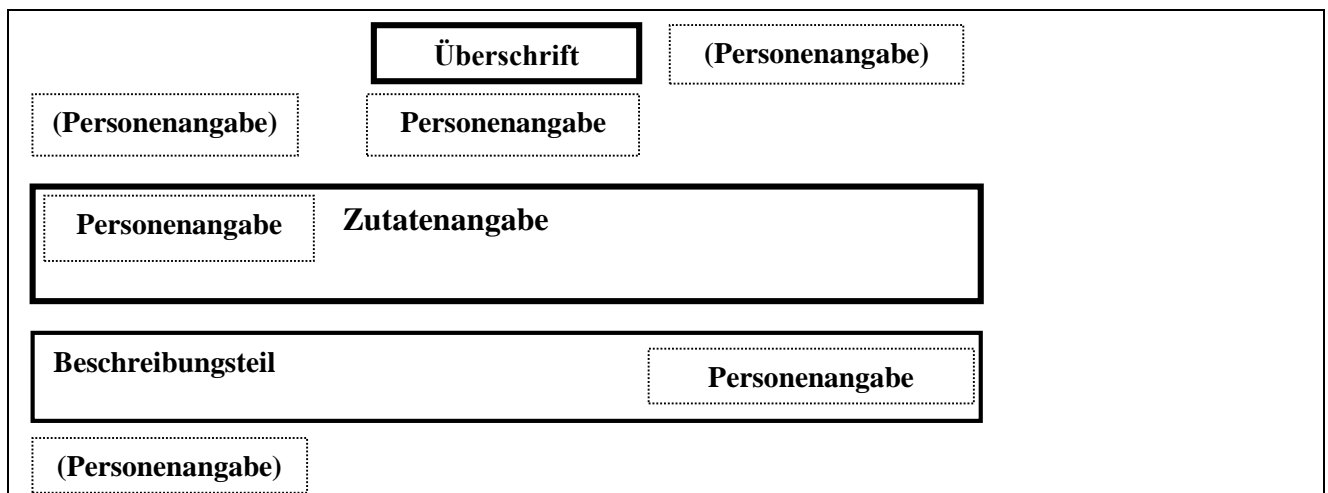 Überschrift (Personenangabe)
(Personenangabe) Personenangabe
Personenangabe Zutatenangabe
Beschreibungsteil Personenangabe
(Personenangabe)